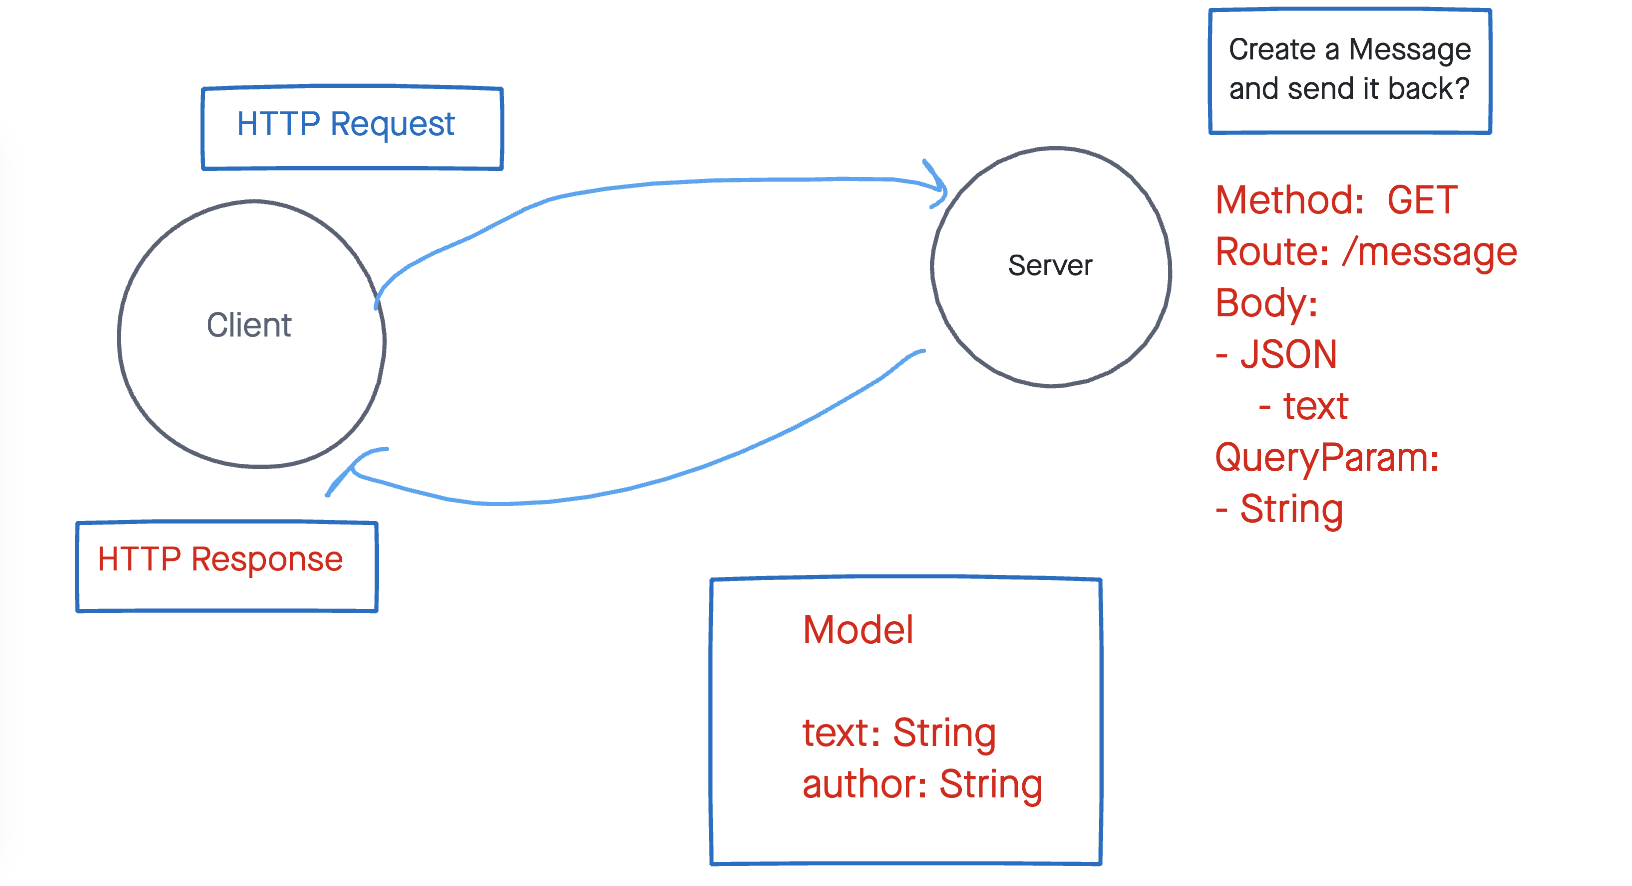 Create a Message
and send it back?
HTTP Request
Method: GET
Route: /message
Server
Body:
Client
- JSON
- text
QueryParam:
- String
HTTP Response
Model
text: String
author: String